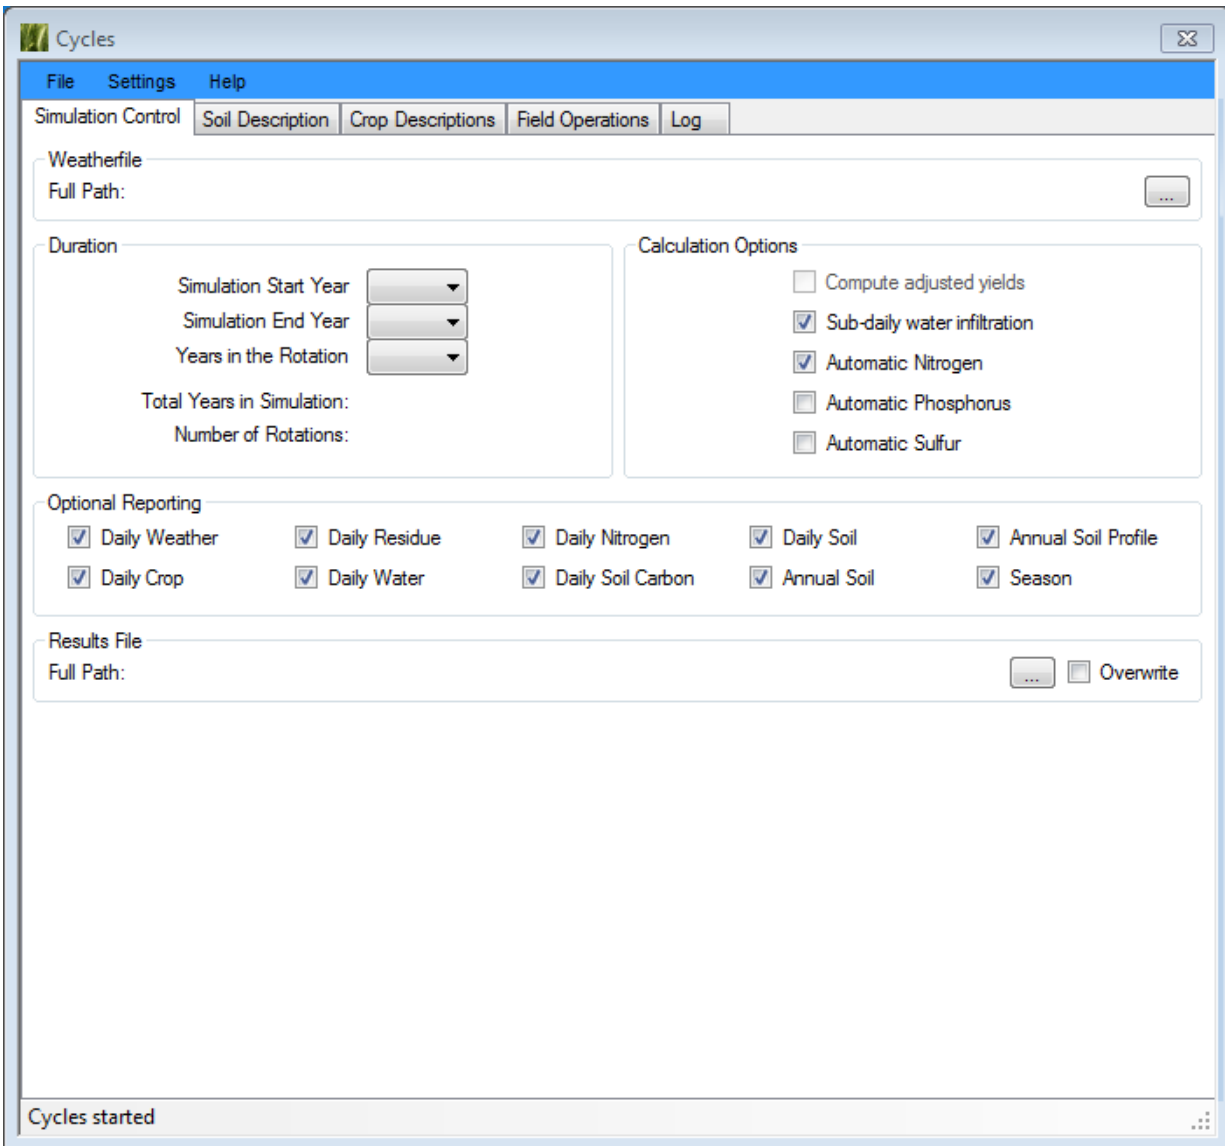 Cycles
File Settings Help
Simulation Control Soil Description Crop Descriptions Field Operations Log
Weatherfile
Full Path:
...
Duration
Simulation Start Year
Simulation End Year
Years in the Rotation
Total Years in Simulation:
Number of Rotations:
Calculation Options
Compute adjusted yields
Sub-daily water infiltration
Automatic Nitrogen
Automatic Phosphorus
Automatic Sulfur
Optional Reporting
Daily Weather Daily Residue Daily Nitrogen Daily Soil Annual Soil Profile
Daily Crop Daily Water Daily Soil Carbon Annual Soil Season
Results File
Full Path:
... Overwrite
Cycles started